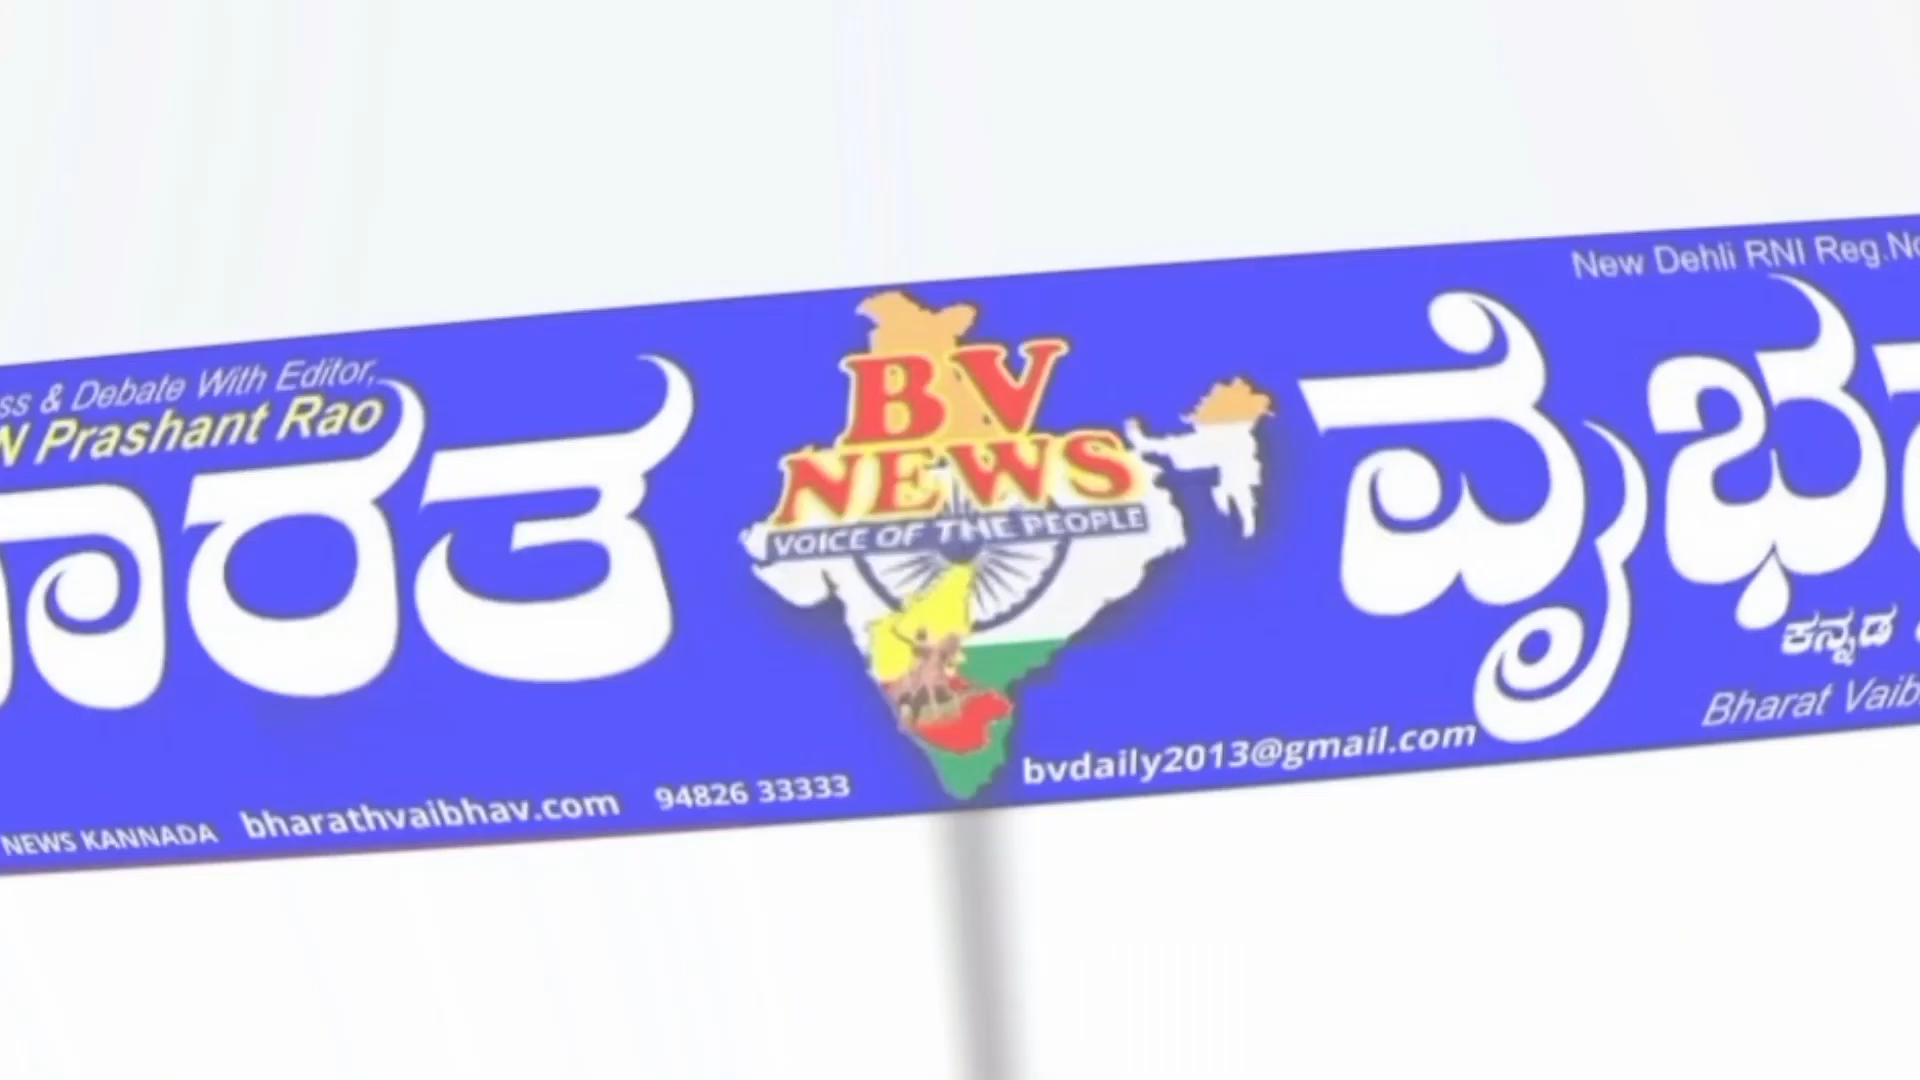 New Dehli RNI Reg.No
ss & Debate With Editor,
N Prashant Rao
ಾರತ
BV
NEWS
VOICE OF THE PEOPLE
ವೈಭ
ಕನ್ನಡ
Bharat Vaib
NEWS KANNADA bharathvaibhav.com 94826 33333 bvdaily2013@gmail.com